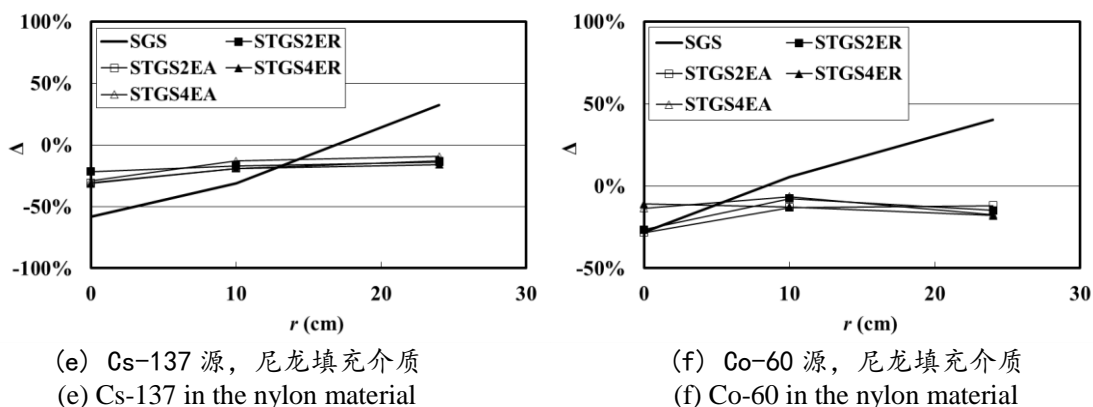 100%
50%
0%
-50%
-100%
Δ
SGS
STGS2ER
STGS2EA
STGS4ER
STGS4EA
0
10
20
30
r (cm)
(e) Cs-137 源，尼龙填充介质
(e) Cs-137 in the nylon material
100%
50%
0%
-50%
Δ
SGS
STGS2ER
STGS2EA
STGS4ER
STGS4EA
0
10
20
30
r (cm)
(f) Co-60 源，尼龙填充介质
(f) Co-60 in the nylon material